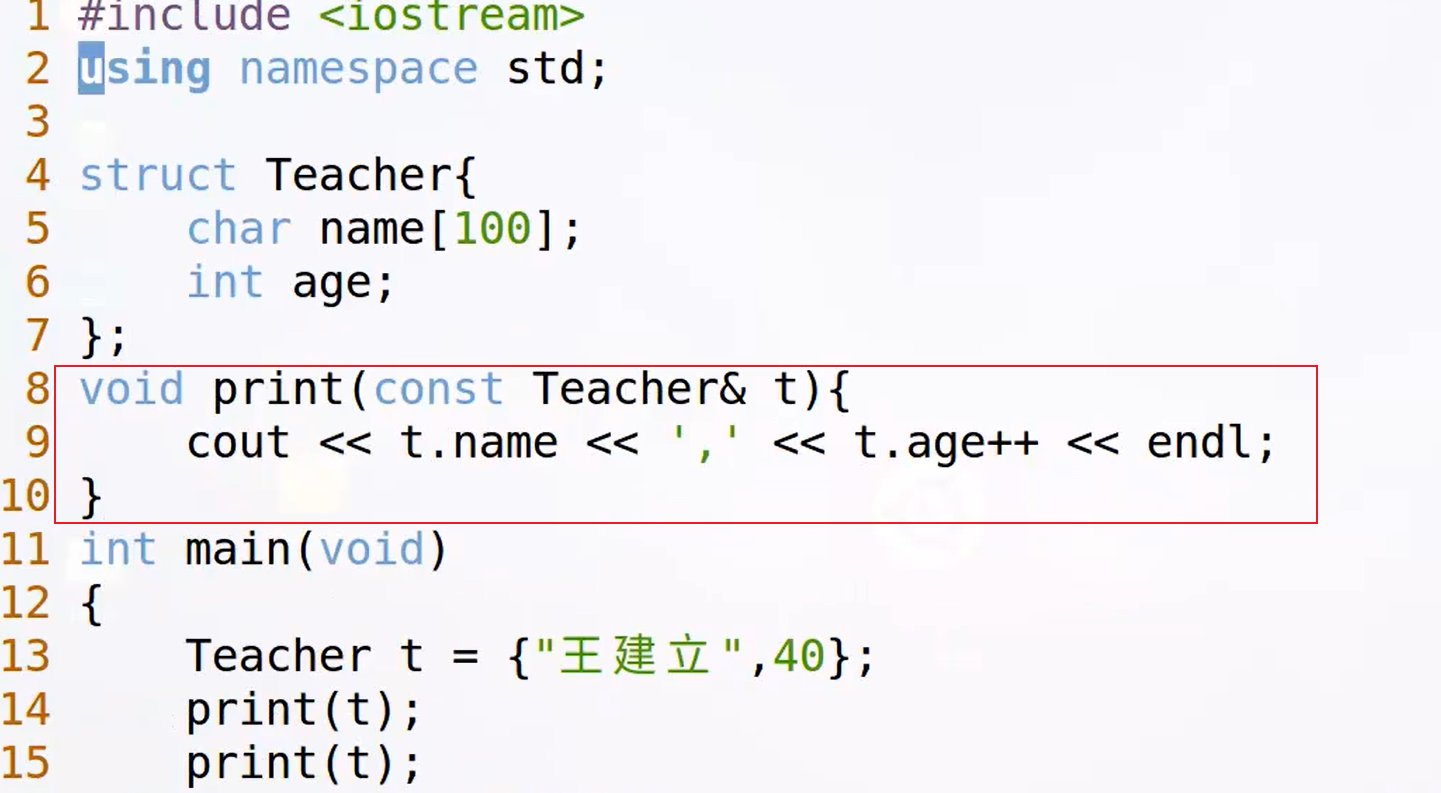 1 #include <iostream>
2 using namespace std;
3
4 struct Teacher{
5     char name[100];
6     int age;
7 };
8 void print(const Teacher& t){
9     cout << t.name << ',' << t.age++ << endl;
10 }
11 int main(void)
12 {
13     Teacher t = {"王建立",40};
14     print(t);
15     print(t);